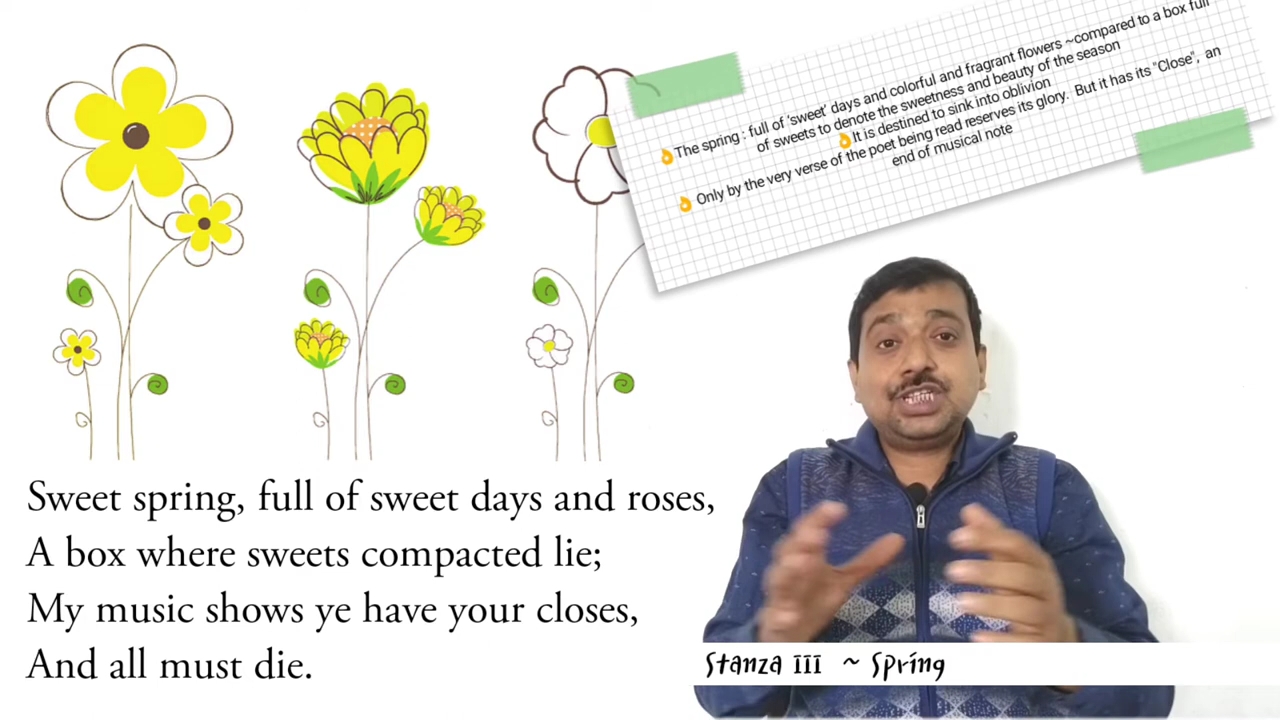 👌The spring : full of 'sweet' days and colorful and fragrant flowers ~compared to a box full
of sweets to denote the sweetness and beauty of the season
👌It is destined to sink into oblivion
👌 Only by the very verse of the poet being read reserves its glory. But it has its "Close", an
end of musical note
Sweet spring, full of sweet days and roses,
A box where sweets compacted lie;
My music shows ye have your closes,
And all must die.
Stanza III ~ Spring